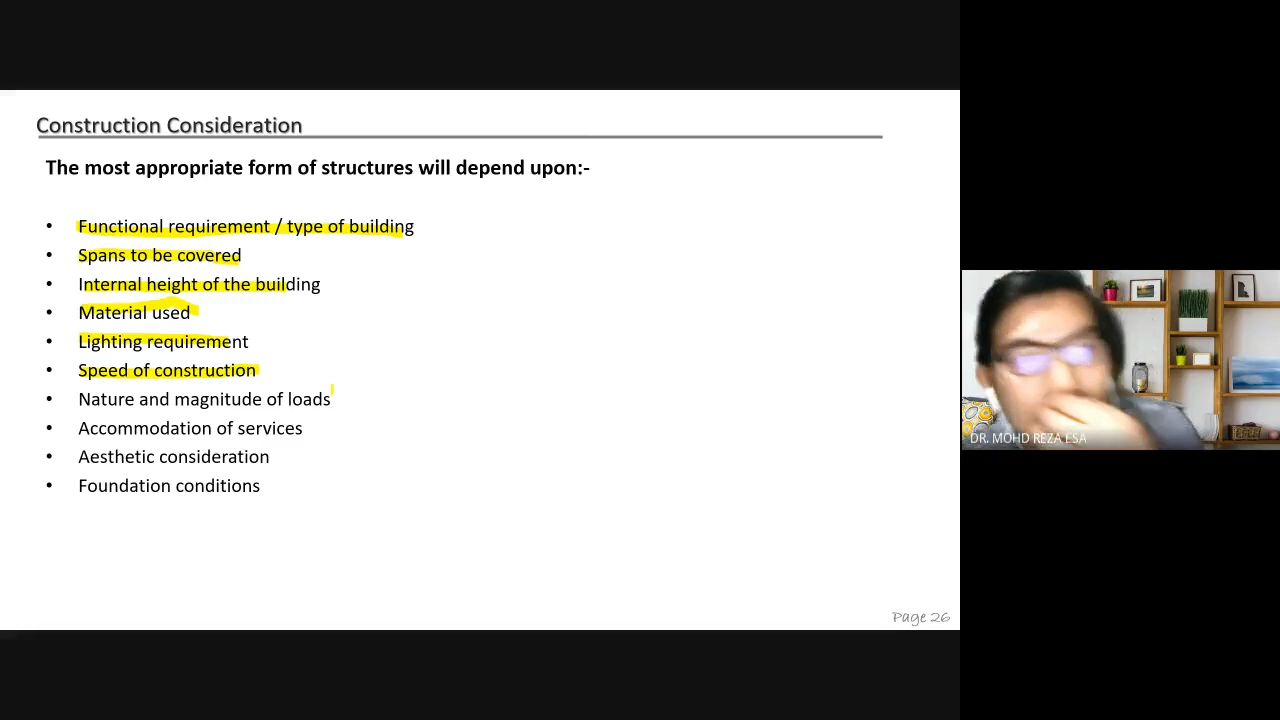 Construction Consideration
The most appropriate form of structures will depend upon:-
• Functional requirement / type of building
• Spans to be covered
• Internal height of the building
• Material used
• Lighting requirement
• Speed of construction
• Nature and magnitude of loads
• Accommodation of services
• Aesthetic consideration
• Foundation conditions
Page 26
DR. MOHD REZA ESA